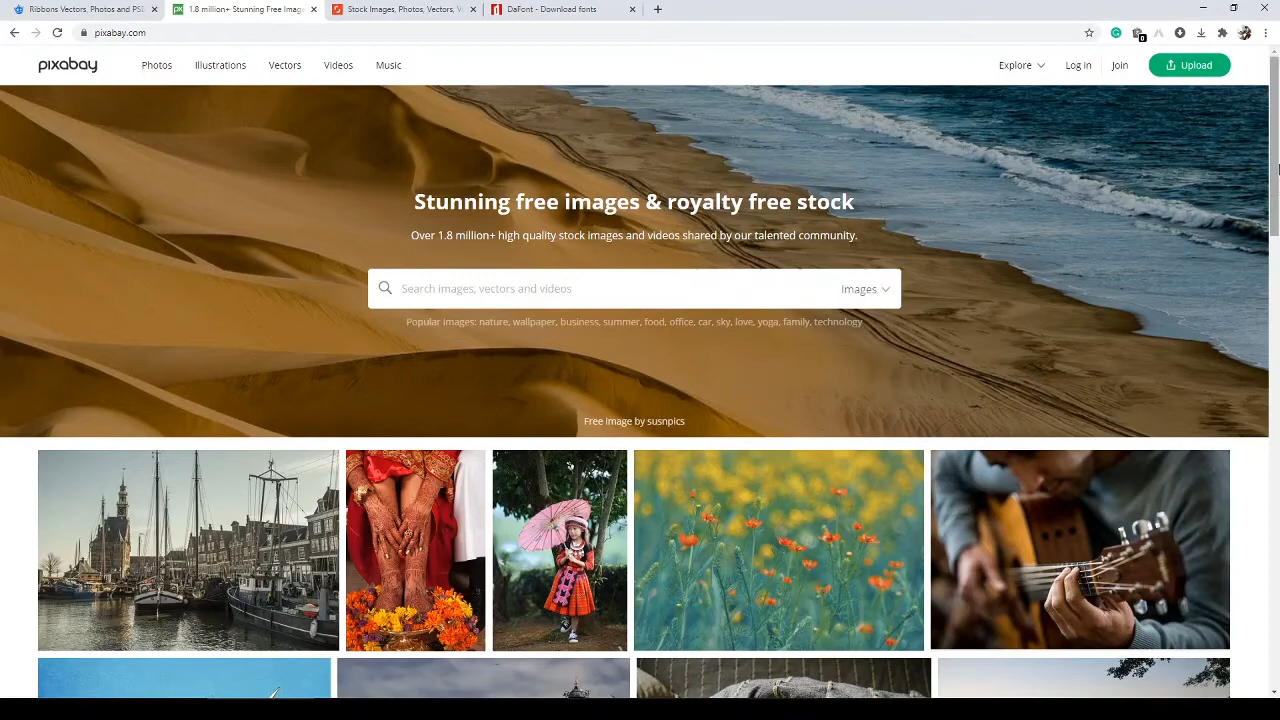 Ribbons Vectors, Photos and PSD
1.8 million+ Stunning Free Image
Stock Images, Photos, Vectors, V
DaFont - Download fonts
pixabay.com
0
pixabay
Photos
Illustrations
Vectors
Videos
Music
Explore
Log in
Join
Upload
Stunning free images & royalty free stock
Over 1.8 million+ high quality stock images and videos shared by our talented community.
Search images, vectors and videos
Images
Popular Images: nature, wallpaper, business, summer, food, office, car, sky, love, yoga, family, technology
Free image by susnpics